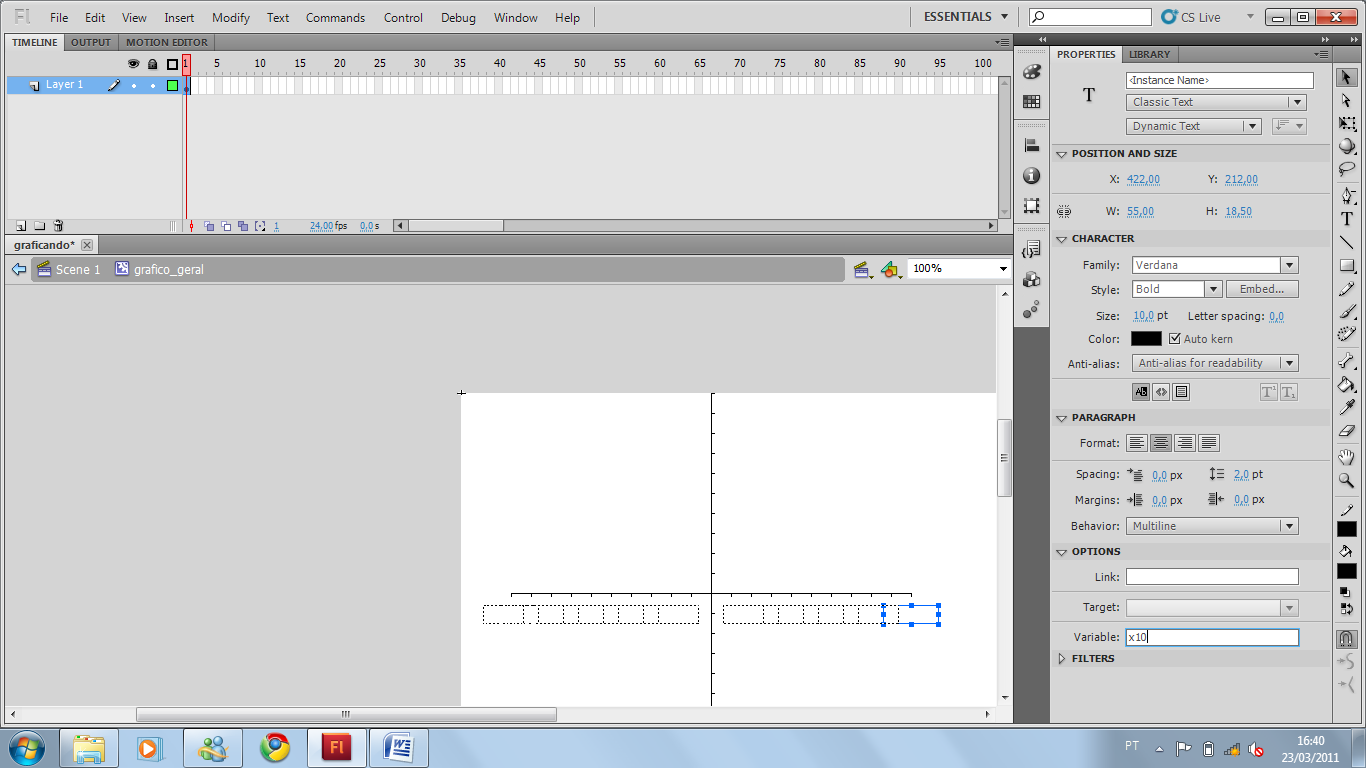 Fl File Edit View Insert Modify Text Commands Control Debug Window Help ESSENTIALS CS Live
TIMELINE OUTPUT MOTION EDITOR
1 5 10 15 20 25 30 35 40 45 50 55 60 65 70 75 80 85 90 95 100
Layer 1
1 24,00 fps 0,0 s
graficando*
Scene 1 grafico_geral 100%
PROPERTIES LIBRARY
T
<Instance Name>
Classic Text
Dynamic Text
POSITION AND SIZE
X: 422,00 Y: 212,00
W: 55,00 H: 18,50
CHARACTER
Family: Verdana
Style: Bold Embed...
Size: 10,0 pt Letter spacing: 0,0
Color: Auto kern
Anti-alias: Anti-alias for readability
PARAGRAPH
Format:
Spacing: 0,0 px 2,0 pt
Margins: 0,0 px 0,0 px
Behavior: Multiline
OPTIONS
Link:
Target:
Variable: x10
FILTERS
Fl
PT 16:40
23/03/2011